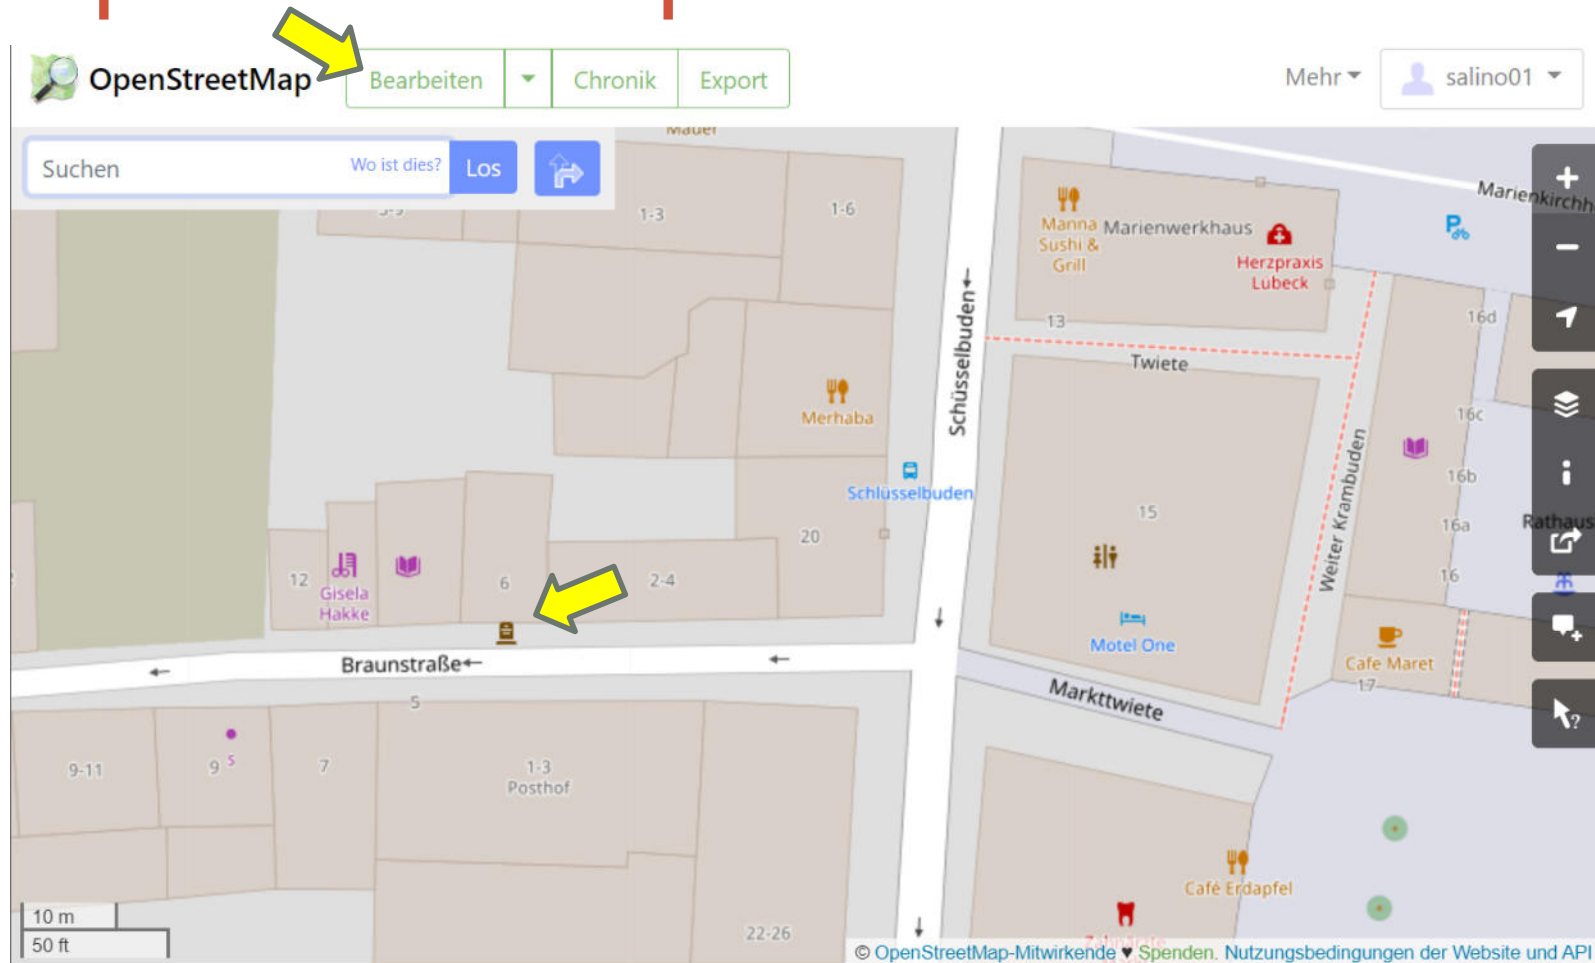 OpenStreetMap
Bearbeiten
Chronik
Export
Mehr
salino01
Suchen
Wo ist dies?
Los
Mauer
1-3
1-6
Manna
Sushi &
Grill
Marienwerkhaus
Herzpraxis
Lübeck
Marienkirchh
13
Twiete
16d
Schüsselbuden
Merhaba
16c
Schlüsselbuden
Weiter Krambuden
16b
15
16a
Rathaus
20
12
Gisela
Hakke
6
2-4
16
Motel One
Cafe Maret
17
Braunstraße
Markttwiete
5
9-11
9
s
7
1-3
Posthof
Café Erdapfel
22-26
10 m
50 ft
© OpenStreetMap-Mitwirkende ♥ Spenden. Nutzungsbedingungen der Website und API